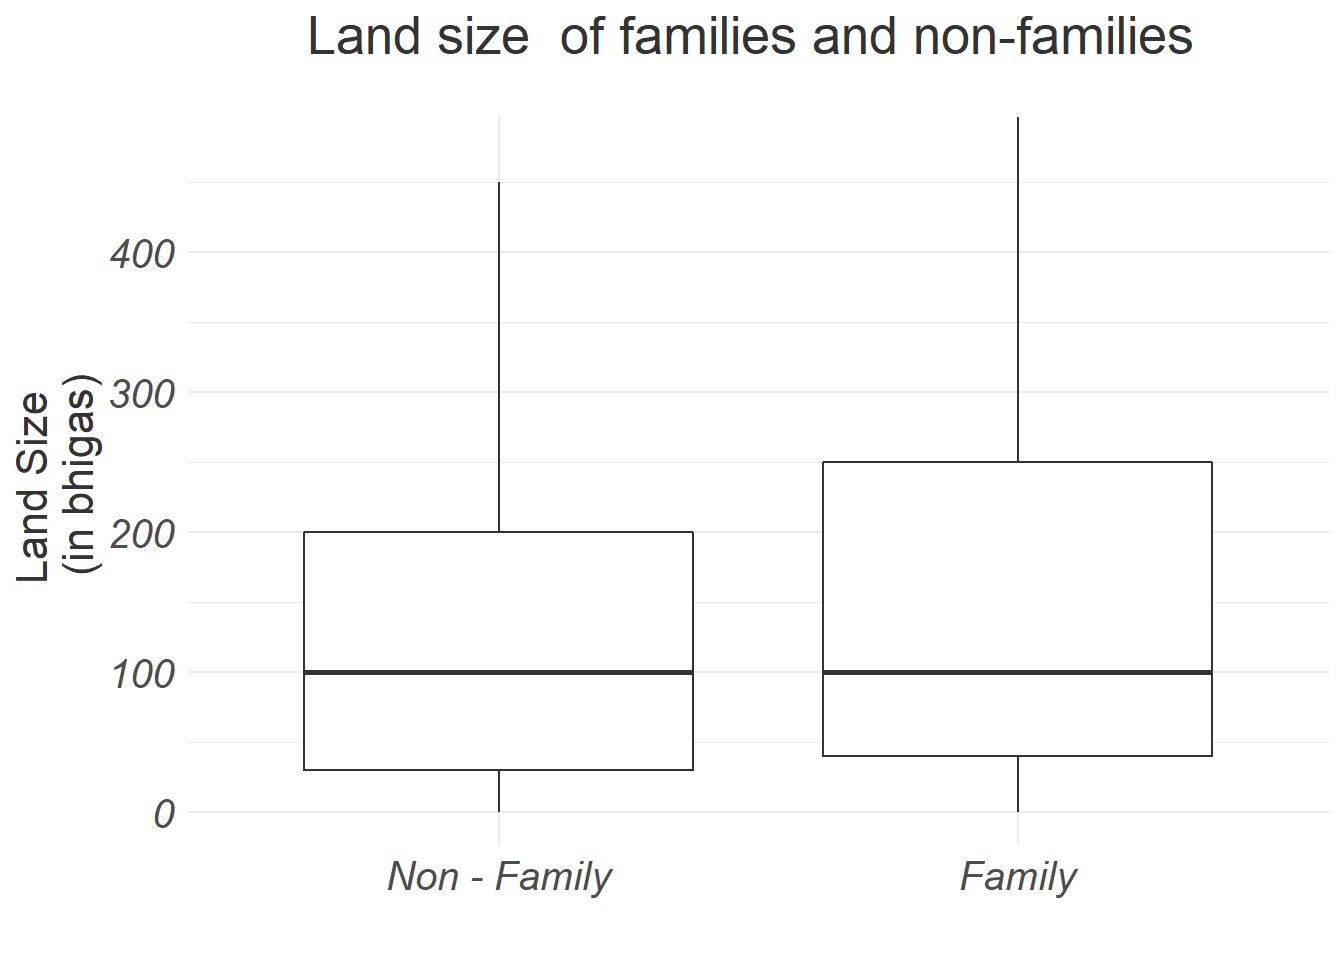 Land size  of families and non-families
Land Size
(in bhigas)
400
300
200
100
0
Non - Family
Family